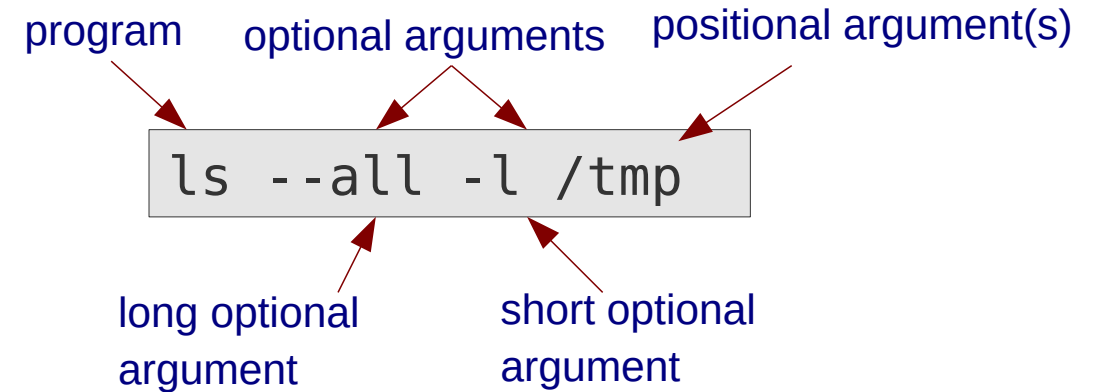 program
optional arguments
positional argument(s)
ls --all -l /tmp
long optional
argument
short optional
argument